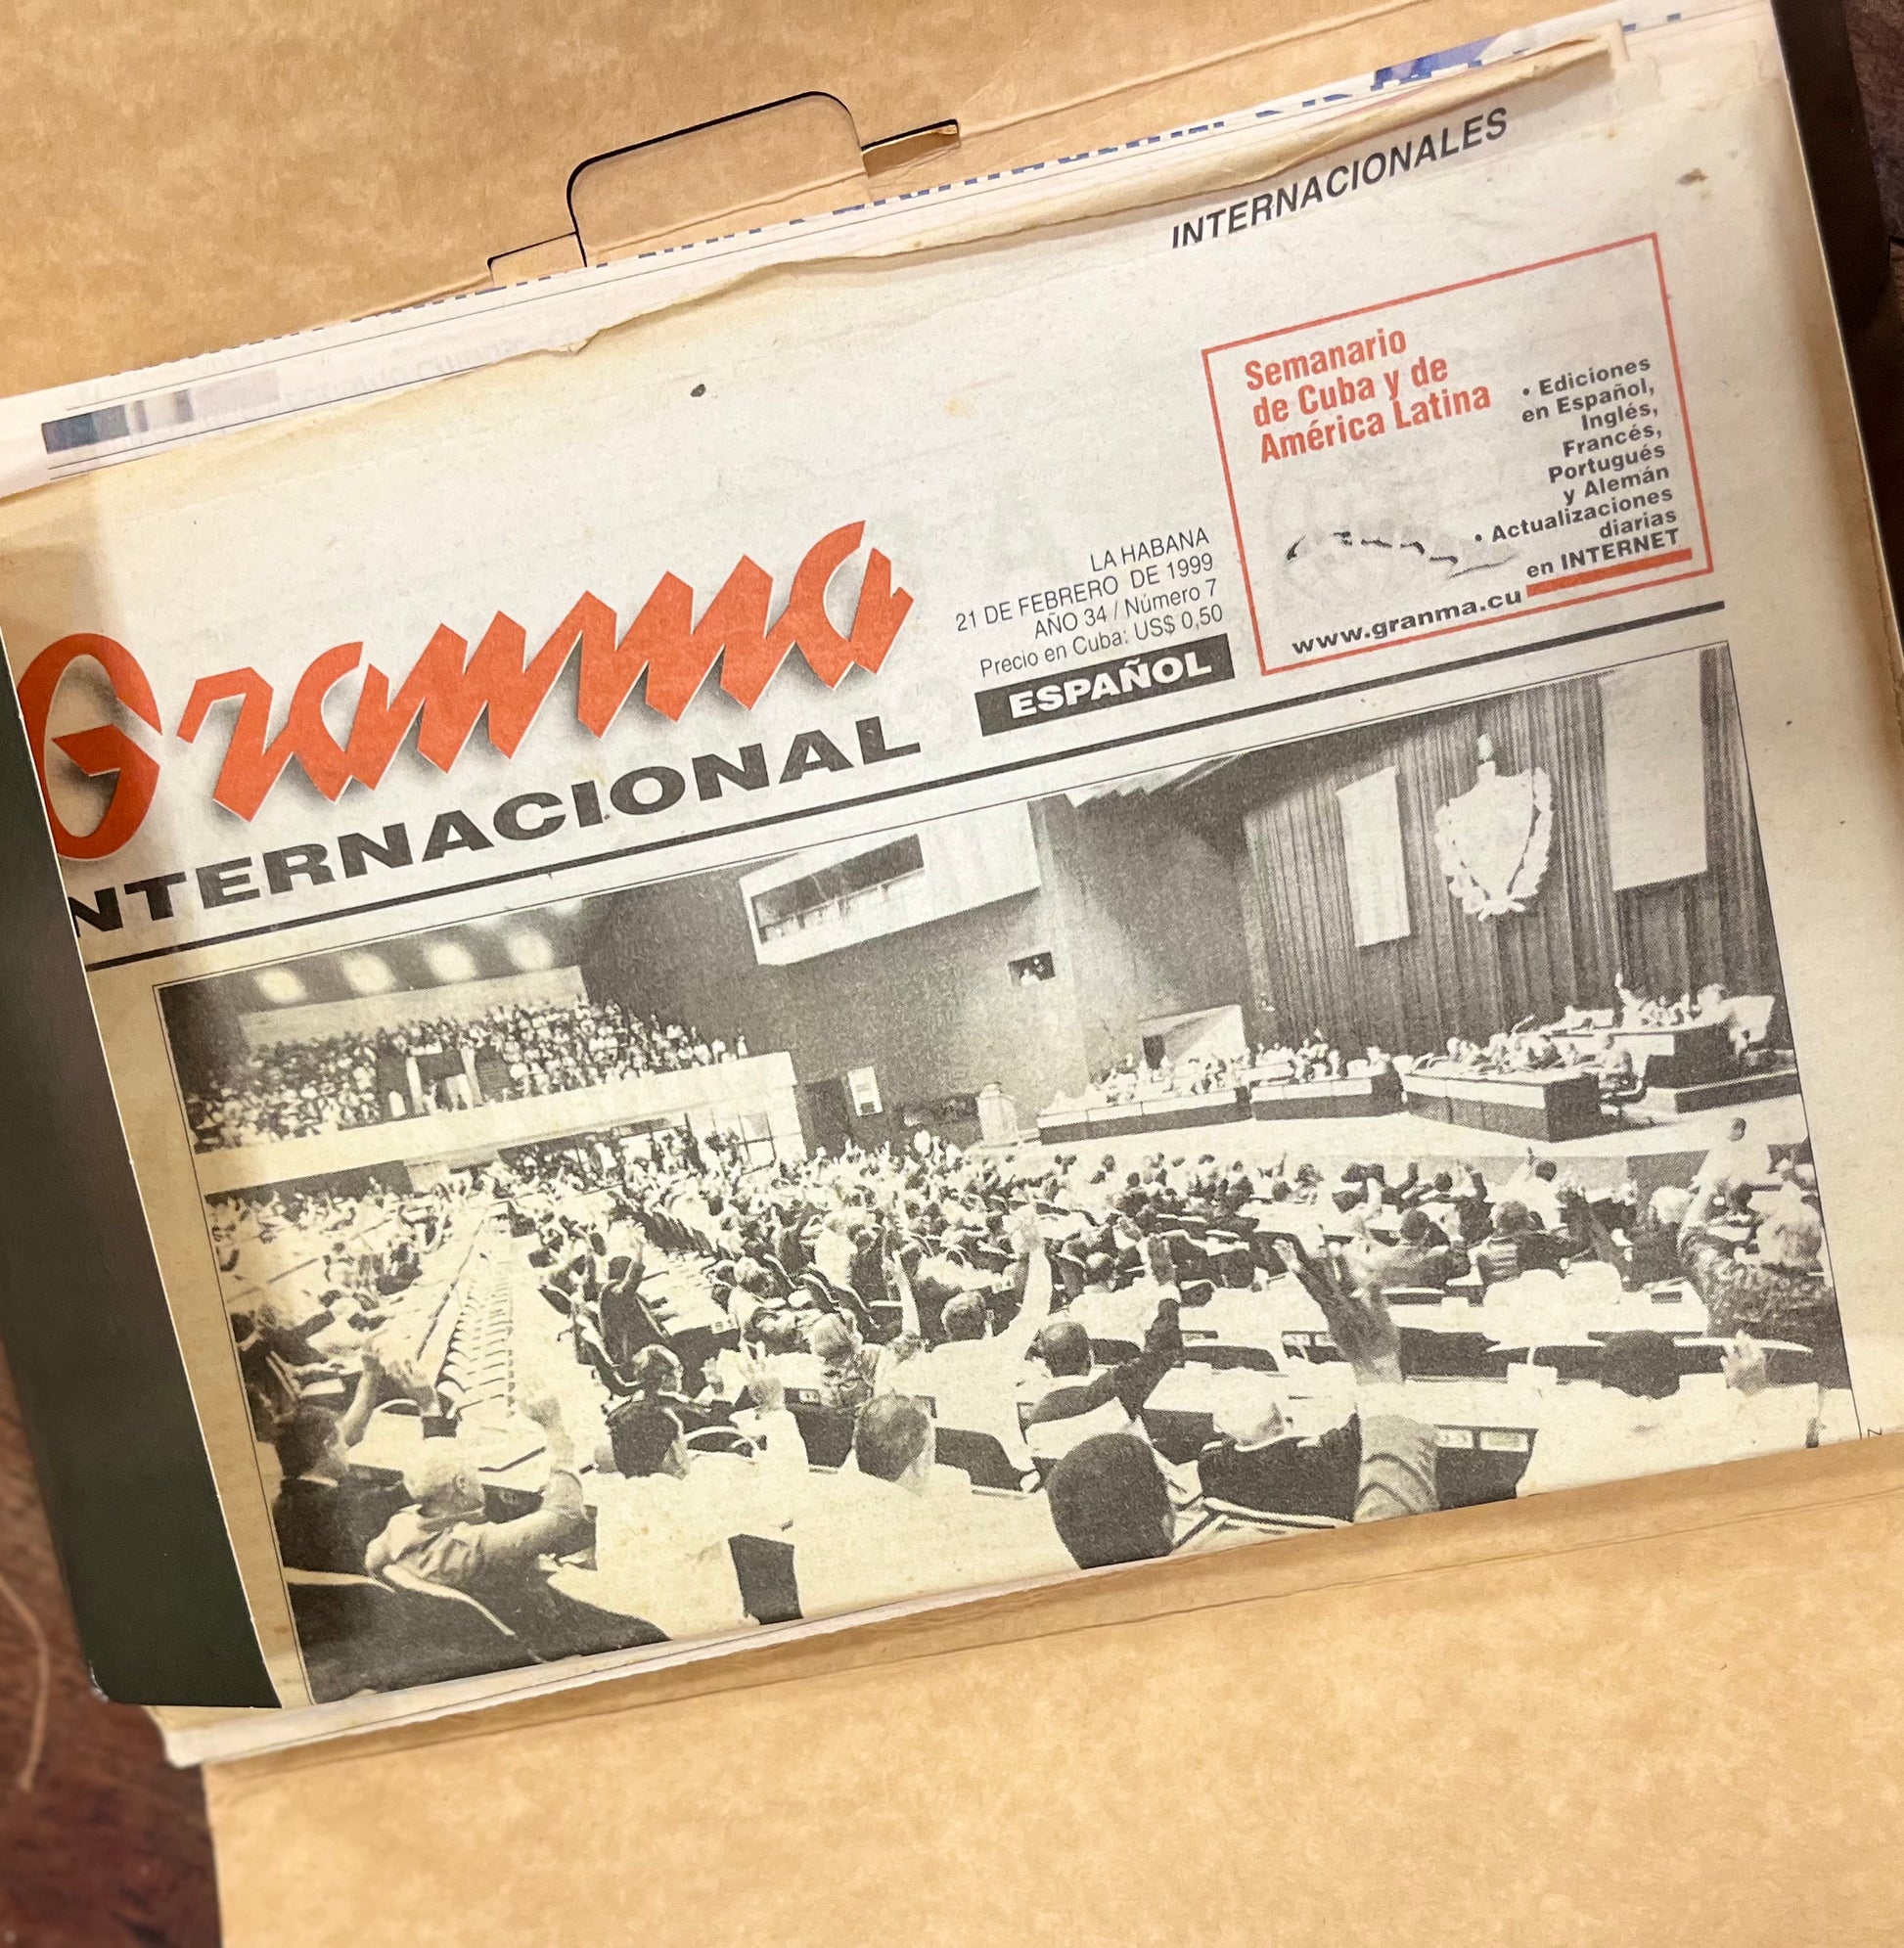 INTERNACIONALES
Granma
NTERNACIONAL
LA HABANA
21 DE FEBRERO DE 1999
AÑO 34 / Número 7
Precio en Cuba: US$ 0,50
ESPAÑOL
Semanario
de Cuba y de
América Latina
• Ediciones
en Español,
Inglés,
Francés,
Portugués
y Alemán
• Actualizaciones
diarias
en INTERNET
www.granma.cu